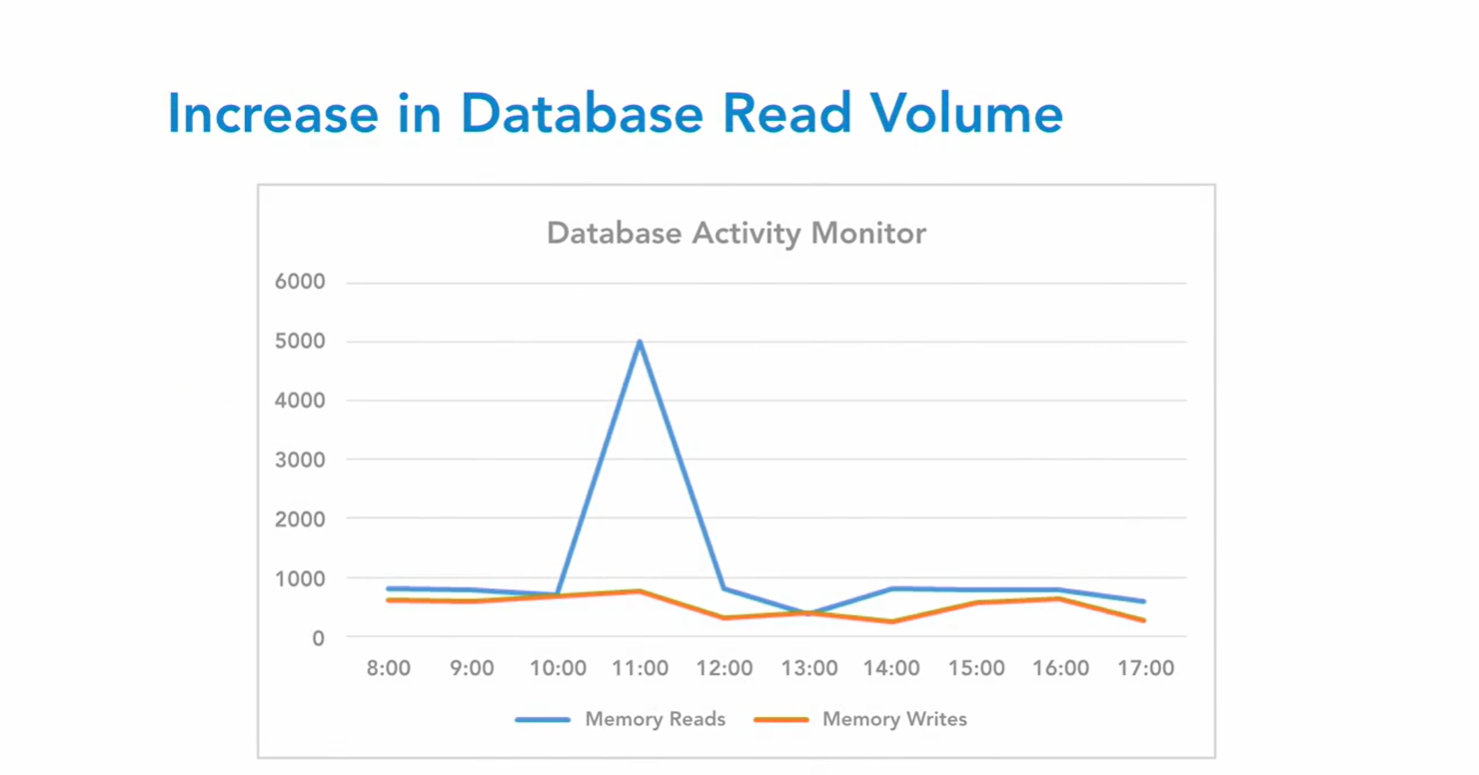 Increase in Database Read Volume
Database Activity Monitor
6000
5000
4000
3000
2000
1000
0
8:00 9:00 10:00 11:00 12:00 13:00 14:00 15:00 16:00 17:00
Memory Reads Memory Writes